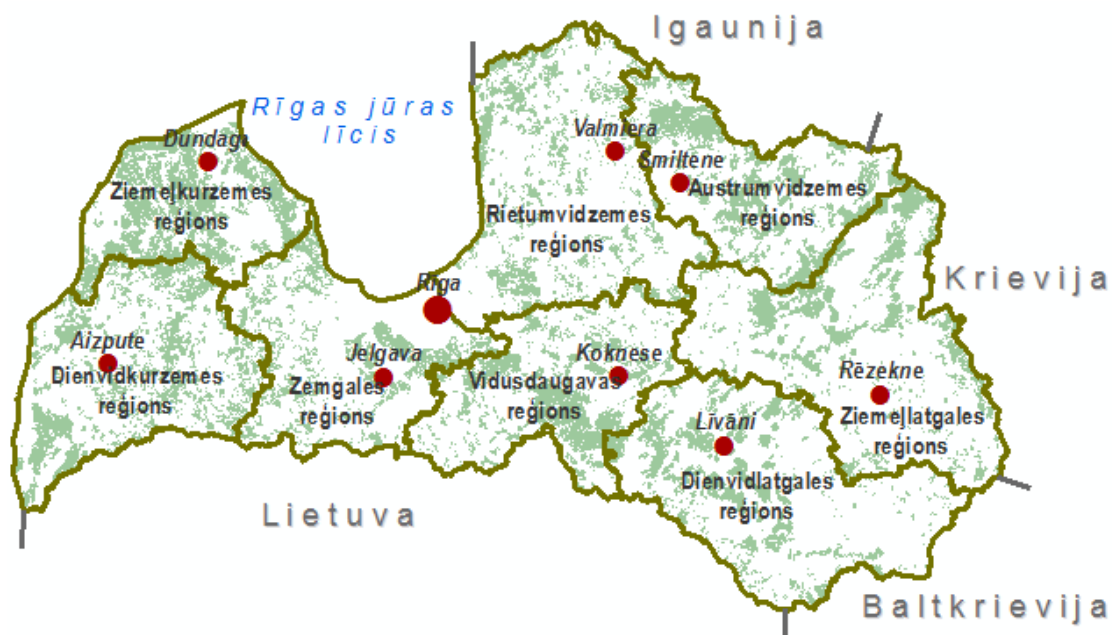 Igaunija
Rīgas jūras
līcis
Dundaga
Ziemeļkurzemes
reģions
Valmiera
Smiltene
Austrumvidzemes
reģions
Rietumvidzemes
reģions
Krievija
Rīga
Aizpute
Dienvidkurzemes
reģions
Jelgava
Zemgales
reģions
Koknese
Vidusdaugavas
reģions
Rēzekne
Ziemeļlatgales
reģions
Līvāni
Dienvidlatgales
reģions
Lietuva
Baltkrievija